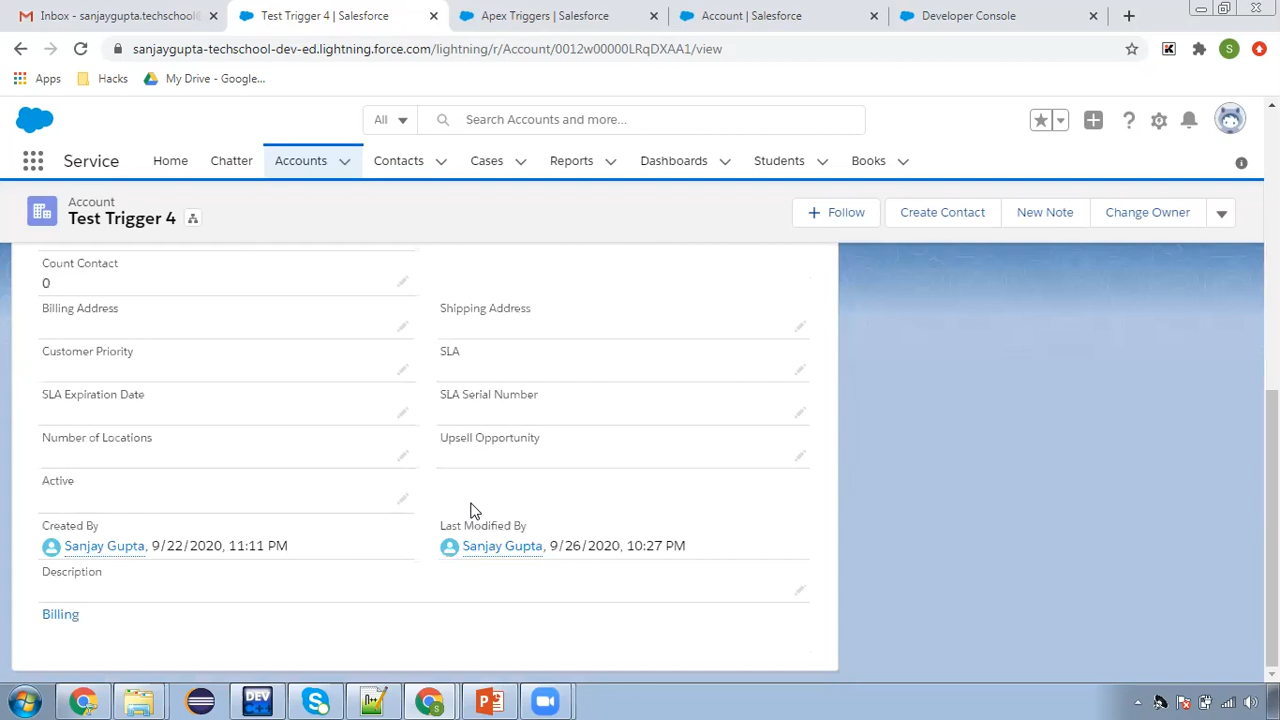 Inbox - sanjaygupta.techschool@
Test Trigger 4 | Salesforce
Apex Triggers | Salesforce
Account | Salesforce
Developer Console
sanjaygupta-techschool-dev-ed.lightning.force.com/lightning/r/Account/0012w00000LRqDXAA1/view
S
Apps
Hacks
My Drive - Google...
All
Search Accounts and more...
Service
Home
Chatter
Accounts
Contacts
Cases
Reports
Dashboards
Students
Books
Account
Test Trigger 4
Follow
Create Contact
New Note
Change Owner
Count Contact
0
Billing Address
Shipping Address
Customer Priority
SLA
SLA Expiration Date
SLA Serial Number
Number of Locations
Upsell Opportunity
Active
Created By
Last Modified By
Sanjay Gupta, 9/22/2020, 11:11 PM
Sanjay Gupta, 9/26/2020, 10:27 PM
Description
Billing
DEV
C++